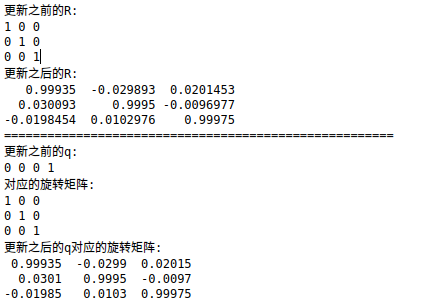 更新之前的R:
1 0 0
0 1 0
0 0 1
更新之后的R:
0.99935 -0.029893 0.0201453
0.030093 0.9995 -0.0096977
-0.0198454 0.0102976 0.99975
======================================================
更新之前的q:
0 0 0 1
对应的旋转矩阵:
1 0 0
0 1 0
0 0 1
更新之后的q对应的旋转矩阵:
0.99935 -0.0299 0.02015
0.0301 0.9995 -0.0097
-0.01985 0.0103 0.99975